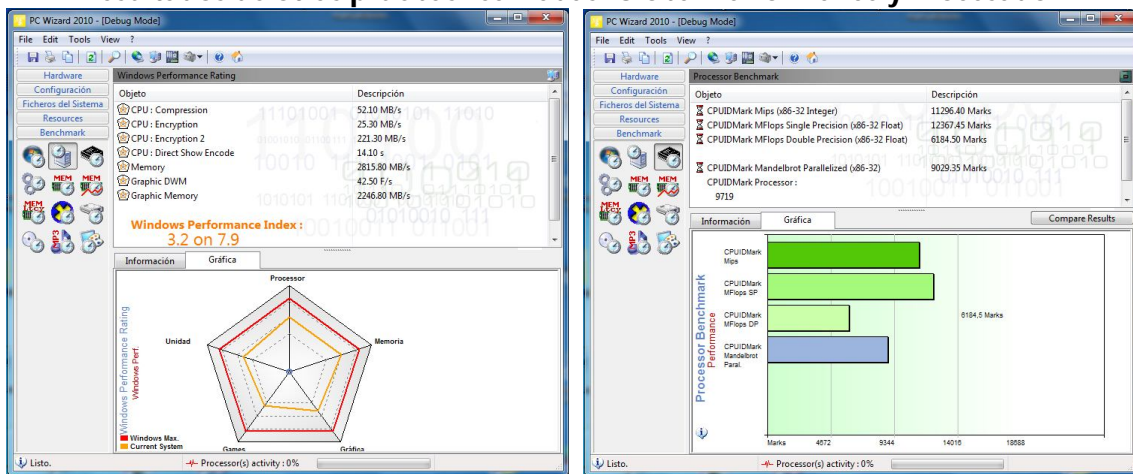 PC Wizard 2010 - [Debug Mode]
File Edit Tools View ?
Hardware
Configuración
Ficheros del Sistema
Resources
Benchmark
Windows Performance Rating
Objeto Descripción
CPU : Compression 52.10 MB/s
CPU : Encryption 25.30 MB/s
CPU : Encryption 2 221.30 MB/s
CPU : Direct Show Encode 14.10 s
Memory 2815.80 MB/s
Graphic DWM 42.50 F/s
Graphic Memory 2246.80 MB/s
Windows Performance Index :
3.2 on 7.9
Información Gráfica
Processor
Unidad
Memoria
Games
Gráfica
Windows Performance Rating
Windows Perf.
Windows Max.
Current System
Listo. Processor(s) activity : 0%
PC Wizard 2010 - [Debug Mode]
File Edit Tools View ?
Hardware
Configuración
Ficheros del Sistema
Resources
Benchmark
Processor Benchmark
Objeto Descripción
CPUIDMark Mips (x86-32 Integer) 11296.40 Marks
CPUIDMark MFlops Single Precision (x86-32 Float) 12367.45 Marks
CPUIDMark MFlops Double Precision (x86-32 Float) 6184.50 Marks
CPUIDMark Mandelbrot Parallelized (x86-32) 9029.35 Marks
CPUIDMark Processor :
9719
Información Gráfica Compare Results
Processor Benchmark
Performance
CPUIDMark
Mips
CPUIDMark
MFlops SP
CPUIDMark
MFlops DP
6184,5 Marks
CPUIDMark
Mandelbrot
Paral.
Marks 4672 9344 14016 18688
Listo. Processor(s) activity : 0%